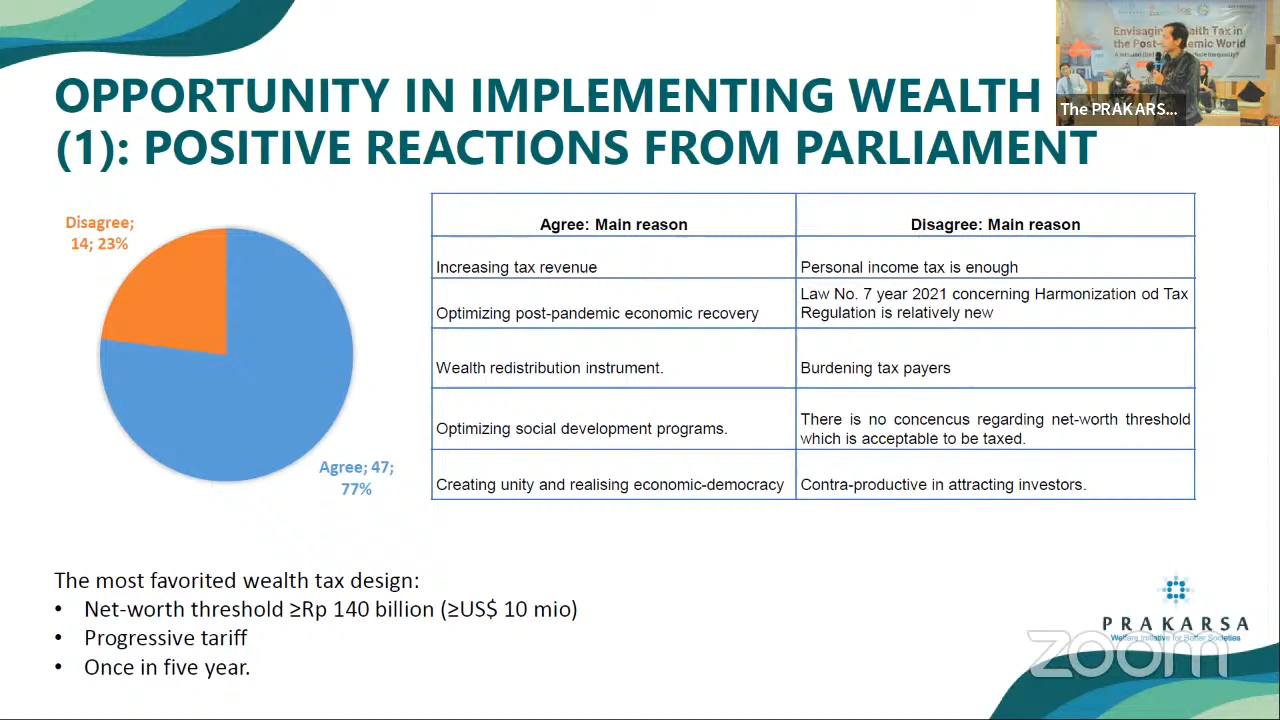 OPPORTUNITY IN IMPLEMENTING WEALTH
(1): POSITIVE REACTIONS FROM PARLIAMENT
Envisaging Wealth Tax in
the Post-Pandemic World
The PRAKARS...
Disagree;
14; 23%
Agree; 47;
77%
Agree: Main reason
Disagree: Main reason
Increasing tax revenue
Personal income tax is enough
Optimizing post-pandemic economic recovery
Law No. 7 year 2021 concerning Harmonization od Tax
Regulation is relatively new
Wealth redistribution instrument.
Burdening tax payers
Optimizing social development programs.
There is no concencus regarding net-worth threshold
which is acceptable to be taxed.
Creating unity and realising economic-democracy
Contra-productive in attracting investors.
The most favorited wealth tax design:
• Net-worth threshold ≥Rp 140 billion (≥US$ 10 mio)
• Progressive tariff
• Once in five year.
PRAKARSA
Welfare Initiative for Better Societies
zoom